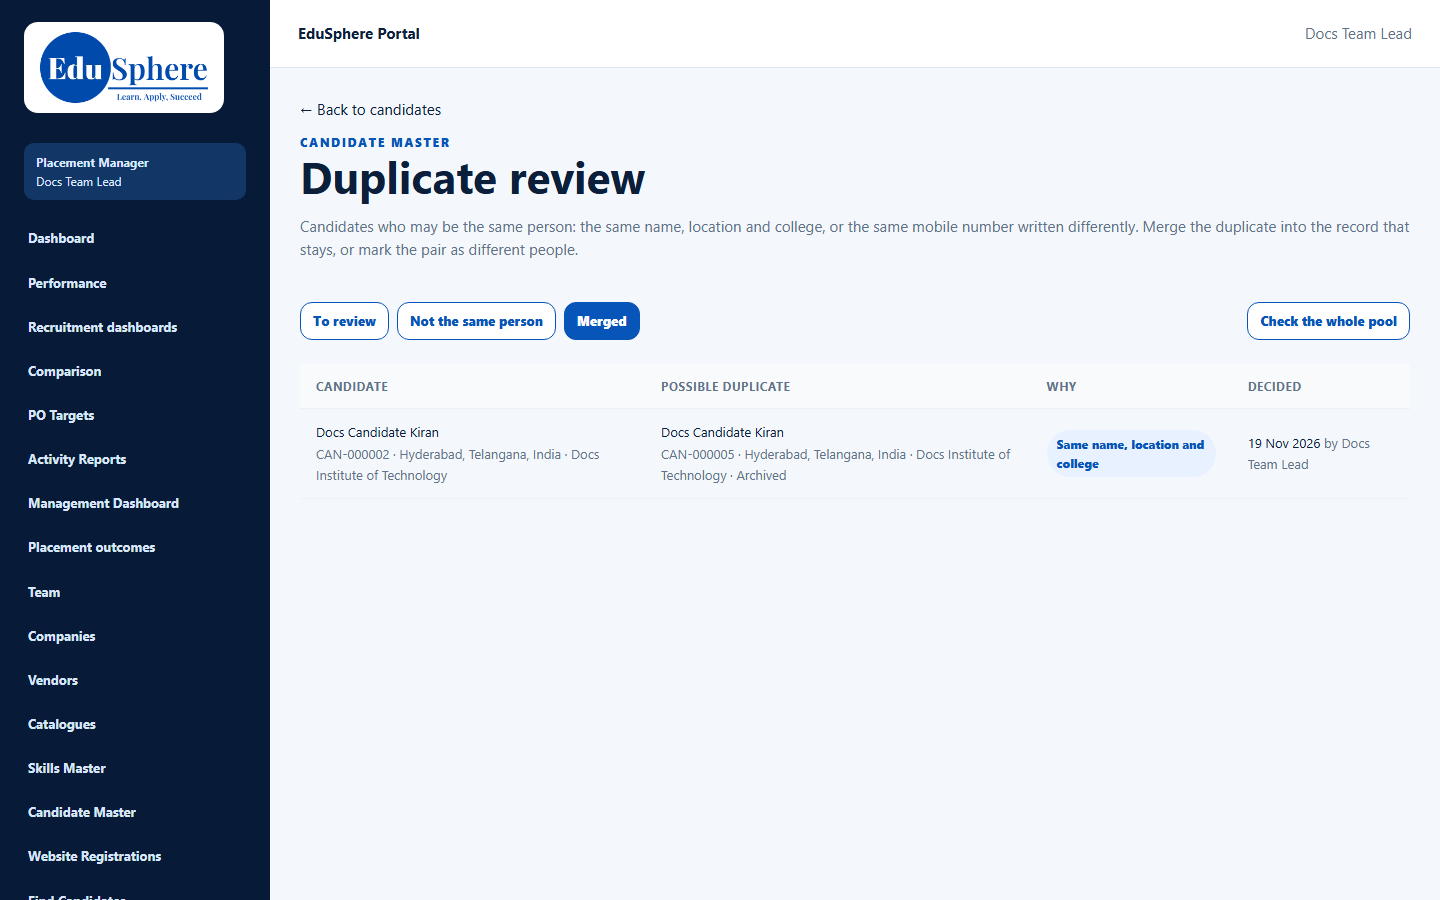 EduSphere
Learn. Apply, Succeed
Placement Manager
Docs Team Lead
Dashboard
Performance
Recruitment dashboards
Comparison
PO Targets
Activity Reports
Management Dashboard
Placement outcomes
Team
Companies
Vendors
Catalogues
Skills Master
Candidate Master
Website Registrations
Find Candidates
EduSphere Portal
Docs Team Lead
← Back to candidates
CANDIDATE MASTER
Duplicate review
Candidates who may be the same person: the same name, location and college, or the same mobile number written differently. Merge the duplicate into the record that
stays, or mark the pair as different people.
To review
Not the same person
Merged
Check the whole pool
CANDIDATE
POSSIBLE DUPLICATE
WHY
DECIDED
Docs Candidate Kiran
CAN-000002 · Hyderabad, Telangana, India · Docs
Institute of Technology
Docs Candidate Kiran
CAN-000005 · Hyderabad, Telangana, India · Docs Institute of
Technology · Archived
Same name, location and
college
19 Nov 2026 by Docs
Team Lead